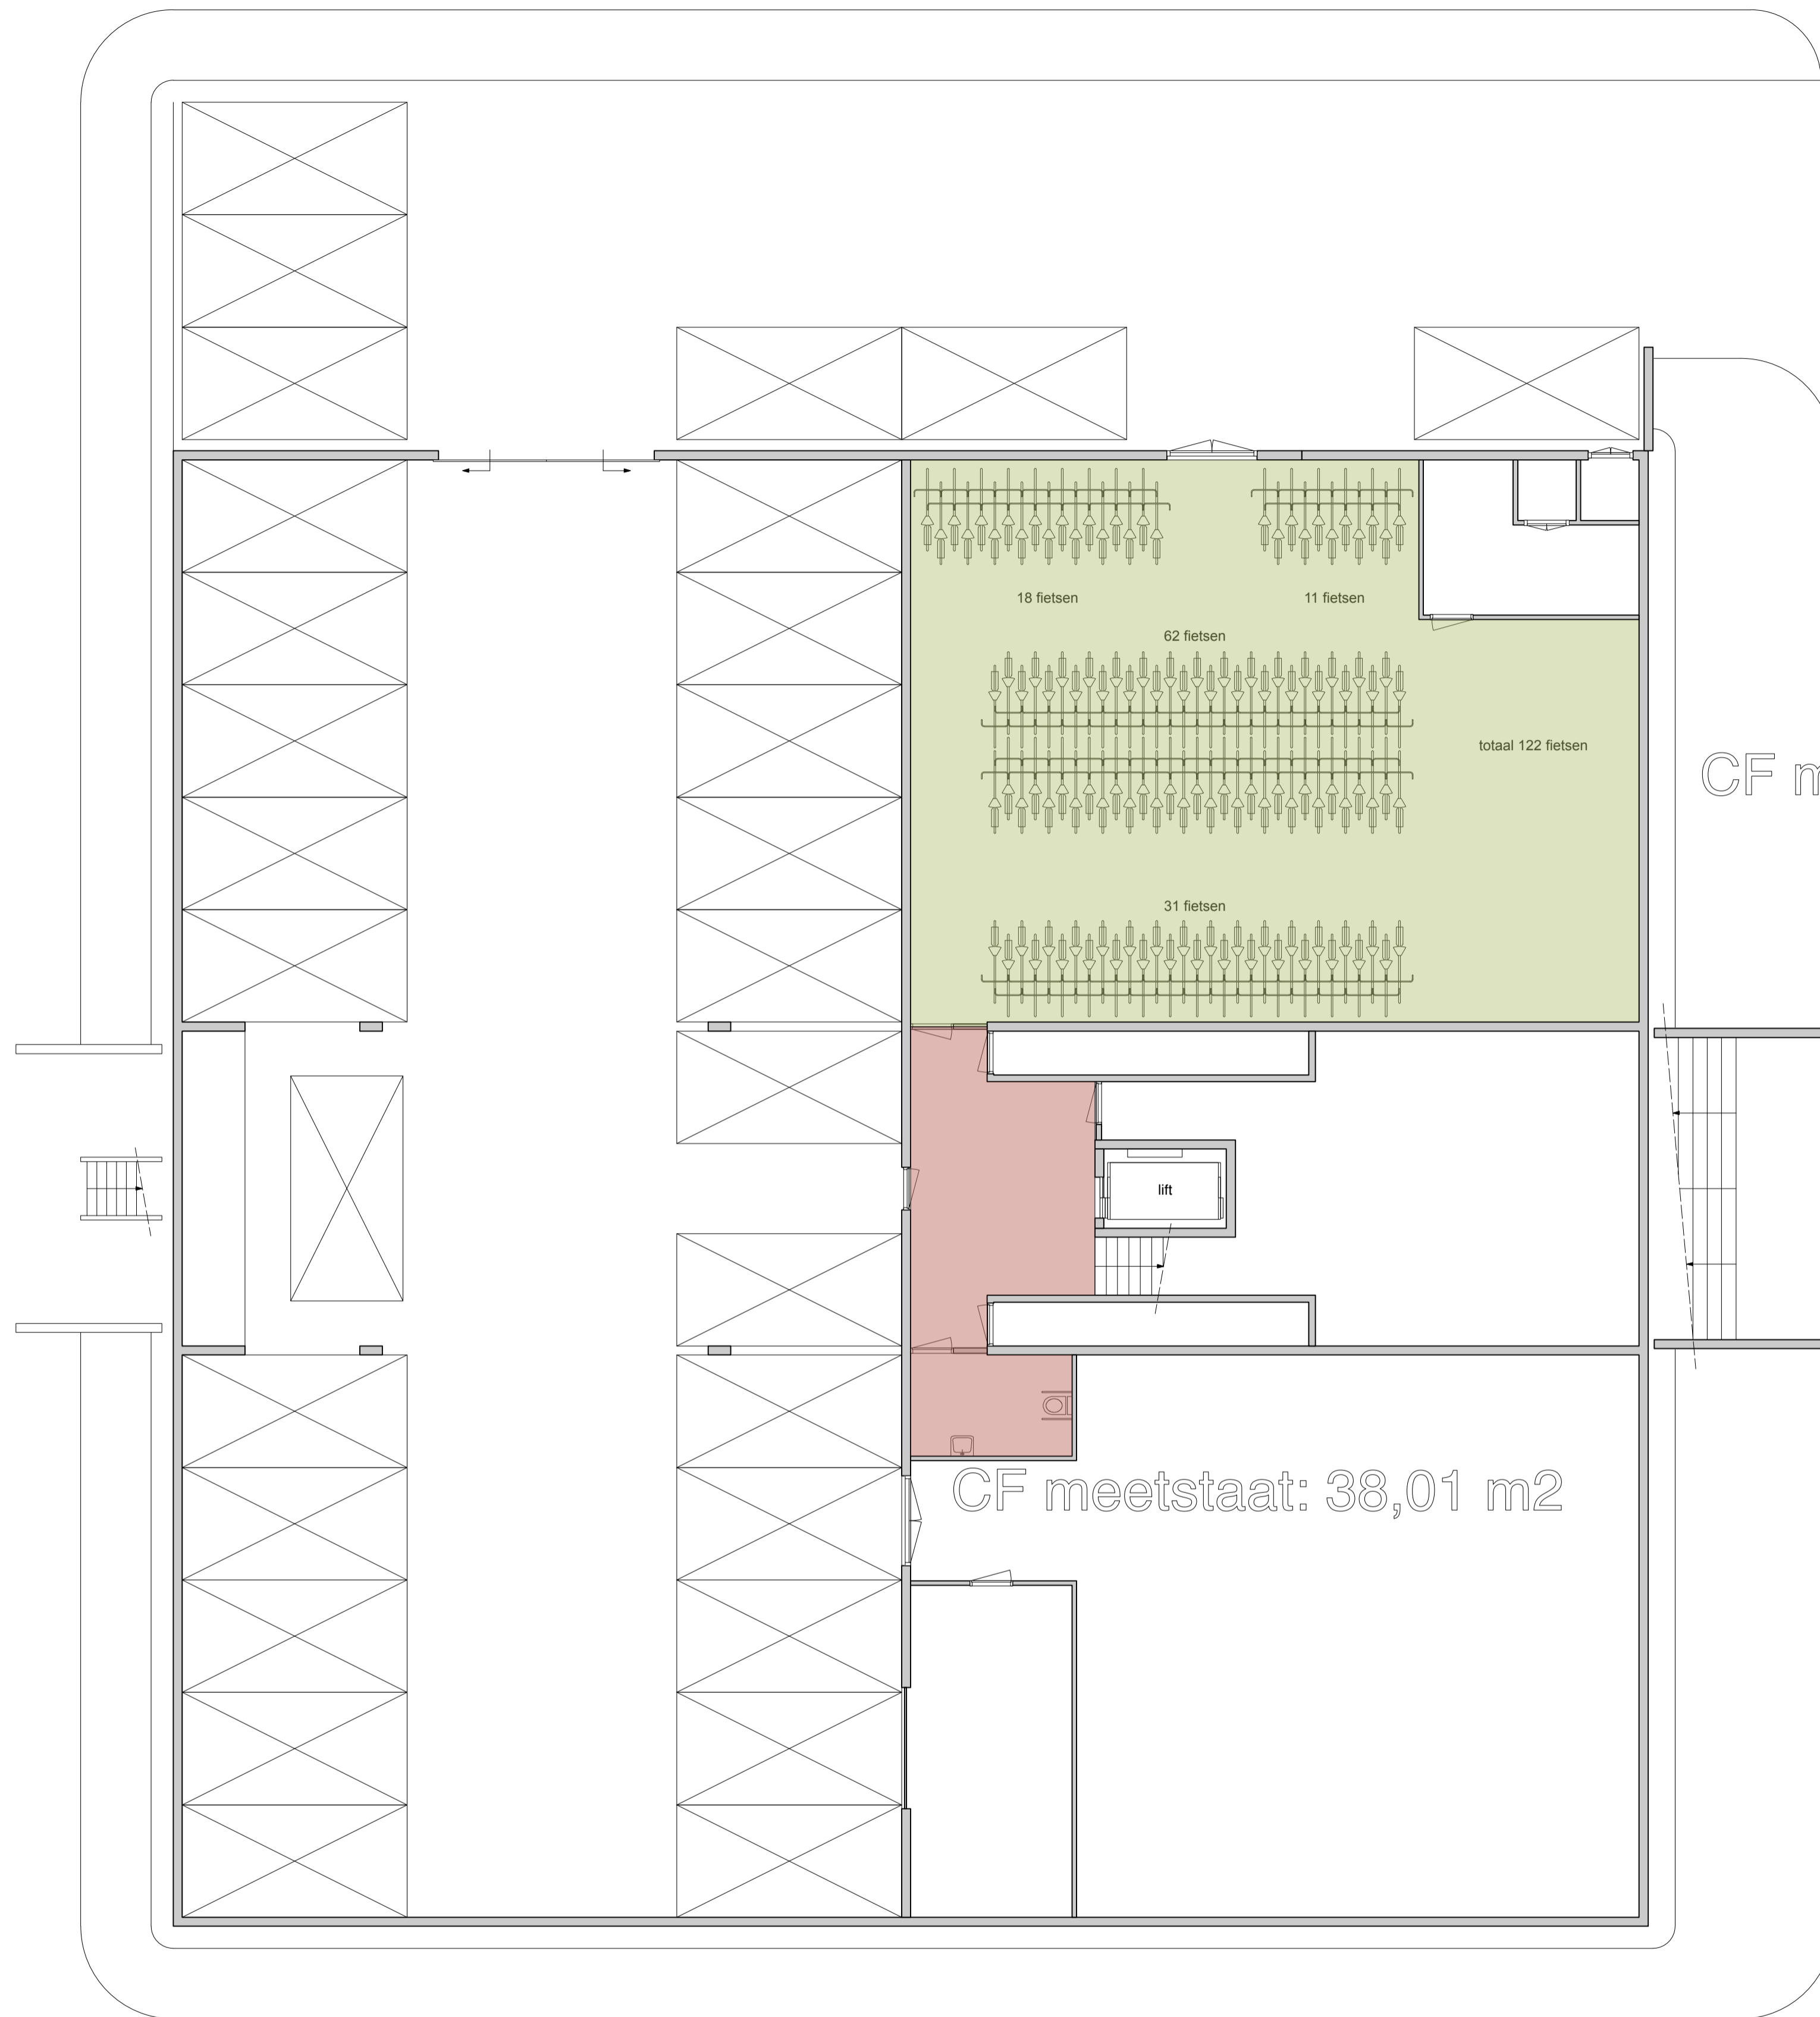 18 fietsen
11 fietsen
62 fietsen
totaal 122 fietsen
CF m
31 fietsen
lift
CF meetstaat: 38,01 m2